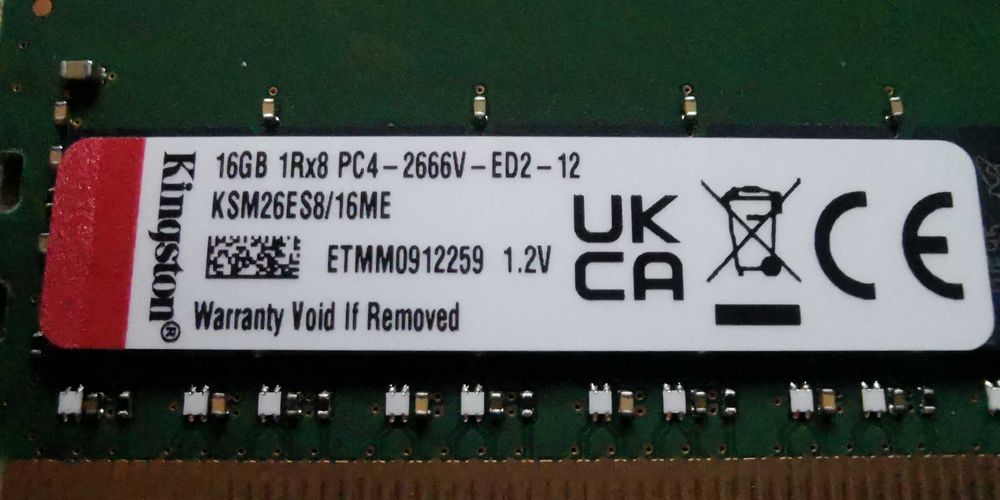 Kingston®
16GB 1Rx8 PC4-2666V-ED2-12
KSM26ES8/16ME
ETMM0912259 1.2V
Warranty Void If Removed
UK
CA
CE